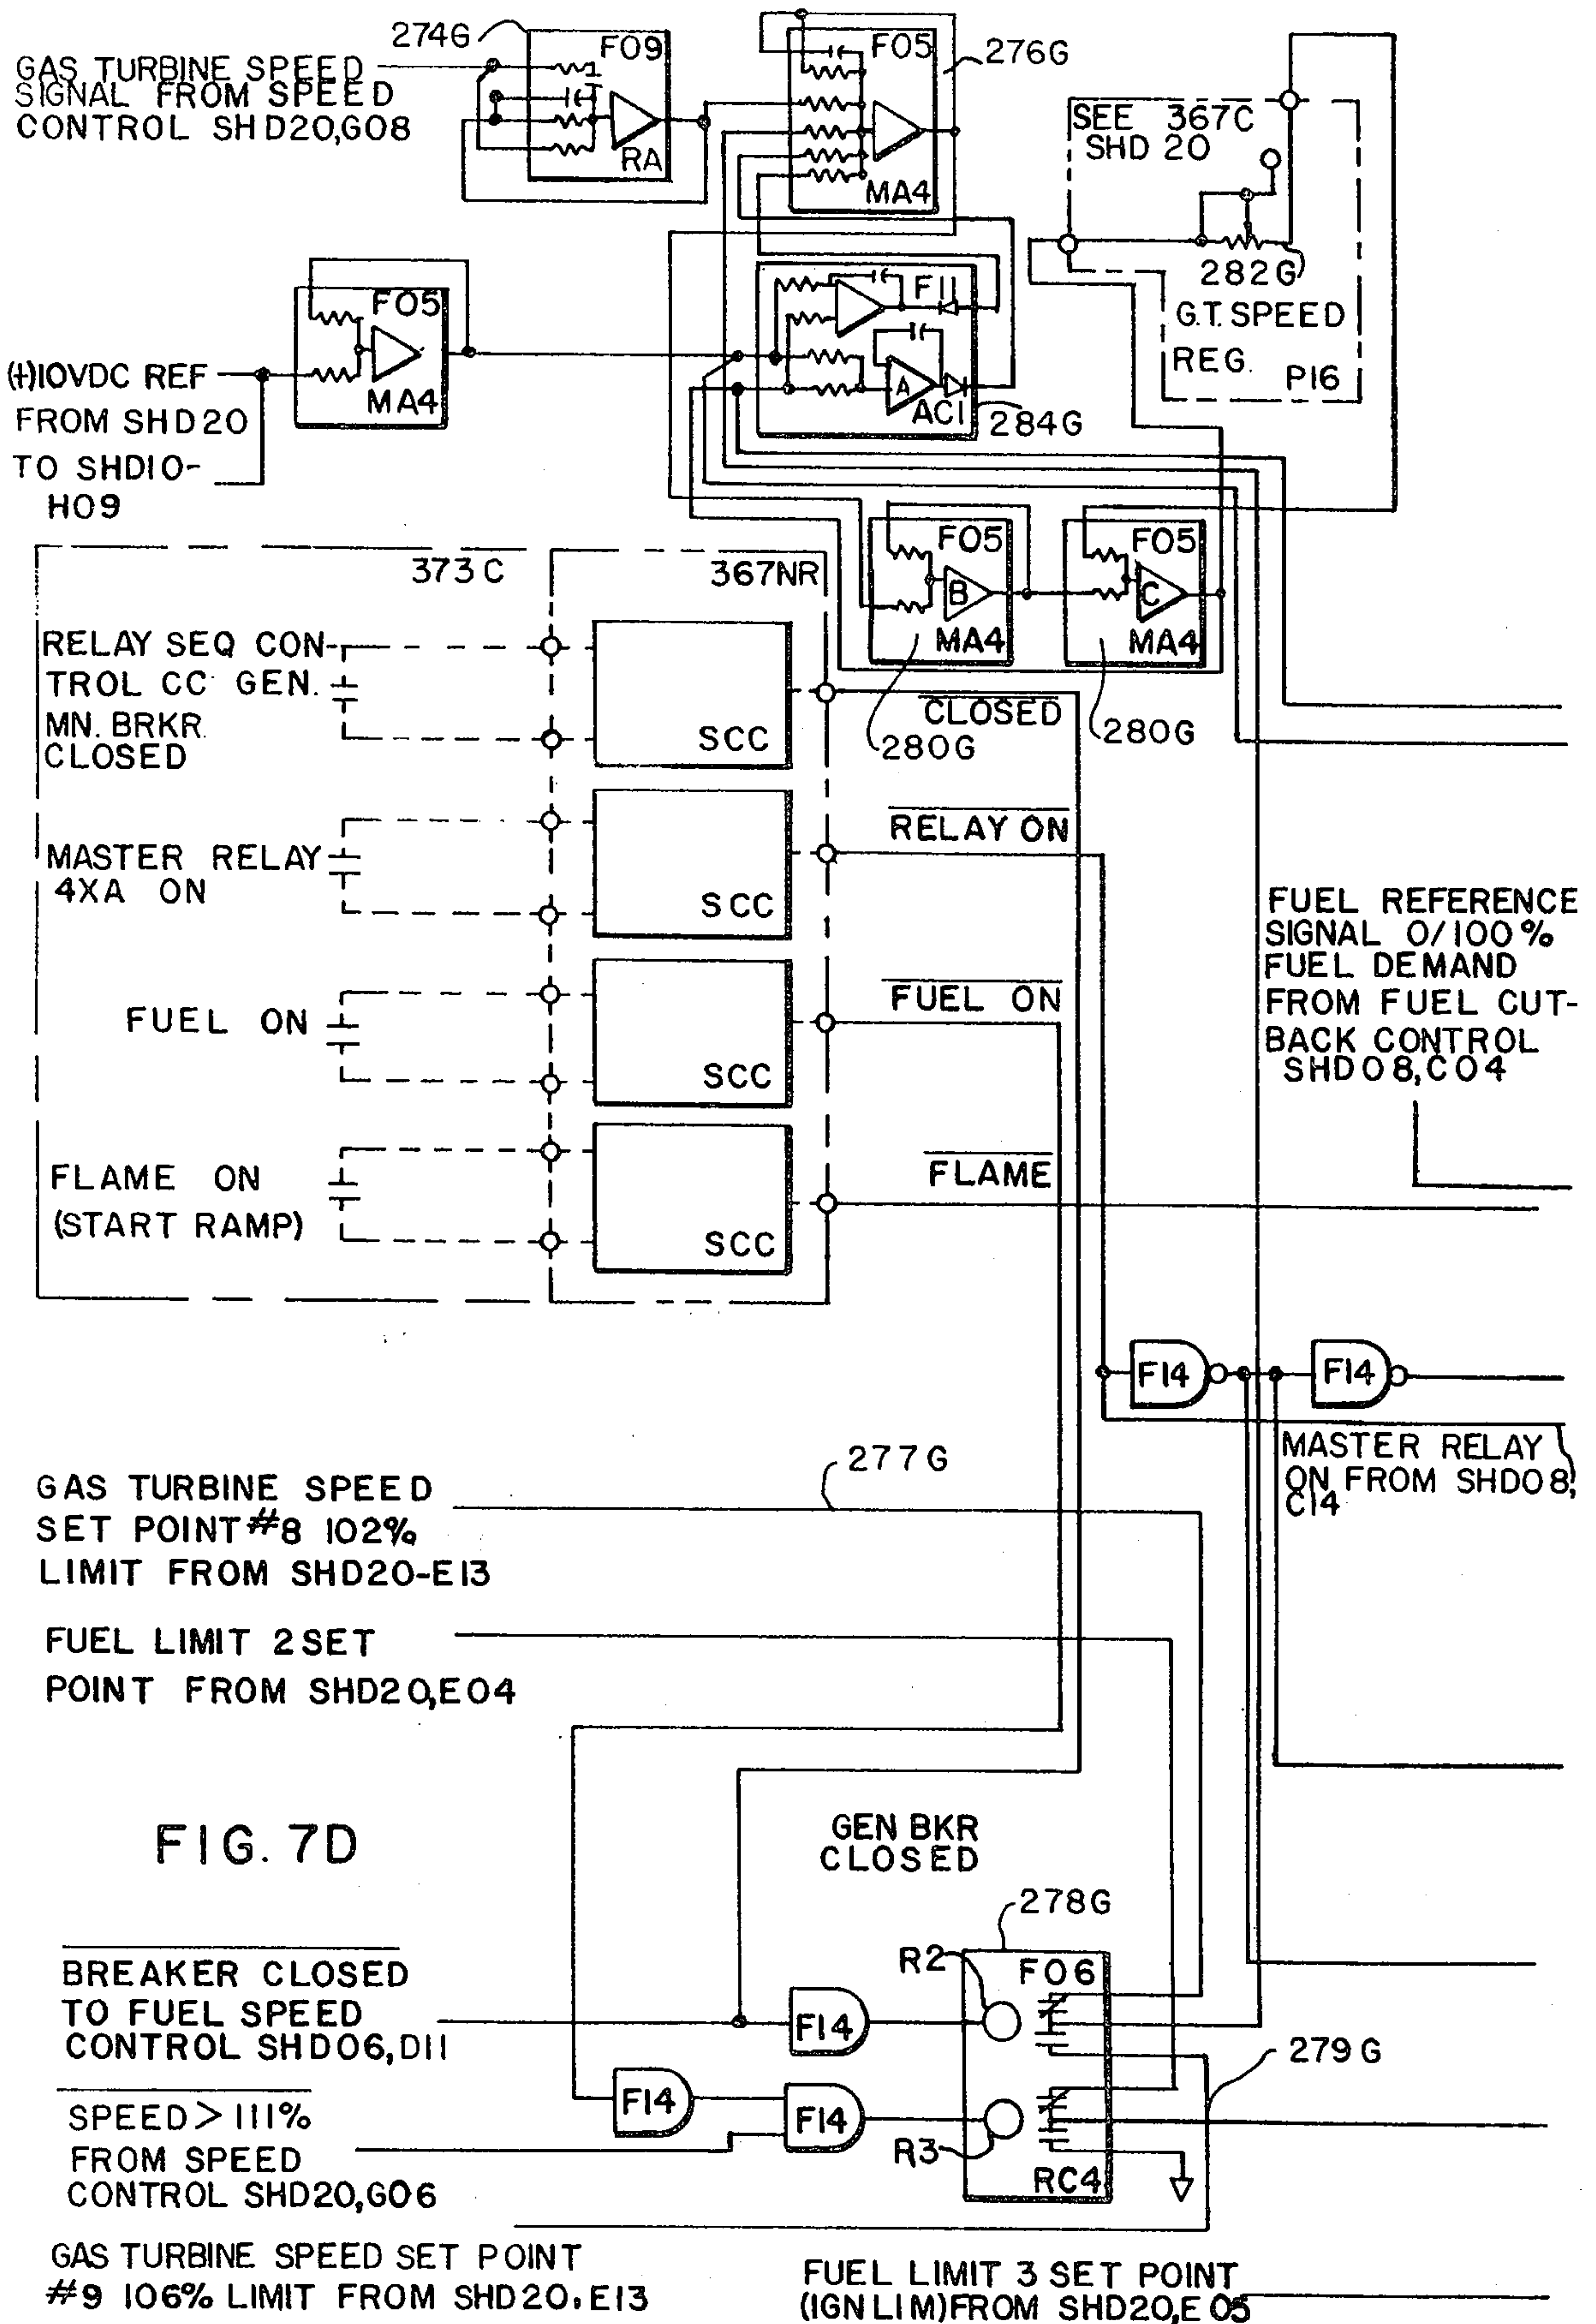 274G
F09
RA
GAS TURBINE SPEED
SIGNAL FROM SPEED
CONTROL SHD20,G08
F05
MA4
276G
SEE 367C
SHD 20
282G
G.T. SPEED
REG.
P16
F05
MA4
(+)10VDC REF
FROM SHD20
TO SHD10-
H09
F11
A
AC1
284G
F05
B
MA4
F05
C
MA4
280G
280G
373C
367NR
RELAY SEQ CON-
TROL CC GEN.
MN. BRKR.
CLOSED
SCC
CLOSED
MASTER RELAY
4XA ON
SCC
RELAY ON
FUEL ON
SCC
FUEL ON
FLAME ON
(START RAMP)
SCC
FLAME
FUEL REFERENCE
SIGNAL 0/100%
FUEL DEMAND
FROM FUEL CUT-
BACK CONTROL
SHD08,C04
F14
F14
MASTER RELAY
ON FROM SHD08,
C14
277G
GAS TURBINE SPEED
SET POINT #8 102%
LIMIT FROM SHD20-E13
FUEL LIMIT 2 SET
POINT FROM SHD20,E04
FIG. 7D
GEN BKR
CLOSED
278G
R2
F06
BREAKER CLOSED
TO FUEL SPEED
CONTROL SHD06,D11
F14
279G
SPEED > 111%
FROM SPEED
CONTROL SHD20,G06
F14
F14
R3
RC4
GAS TURBINE SPEED SET POINT
#9 106% LIMIT FROM SHD20,E13
FUEL LIMIT 3 SET POINT
(IGN LIM) FROM SHD20,E05